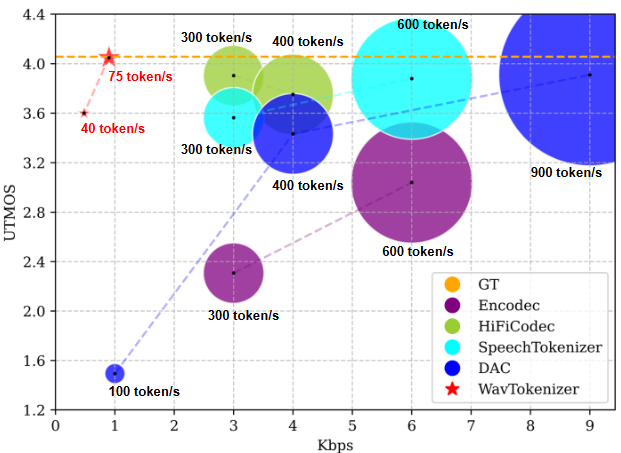 4.4
4.0
3.6
3.2
2.8
2.4
2.0
1.6
1.2
UTMOS
300 token/s
400 token/s
600 token/s
75 token/s
40 token/s
300 token/s
400 token/s
900 token/s
600 token/s
300 token/s
100 token/s
GT
Encodec
HiFiCodec
SpeechTokenizer
DAC
WavTokenizer
0 1 2 3 4 5 6 7 8 9
Kbps